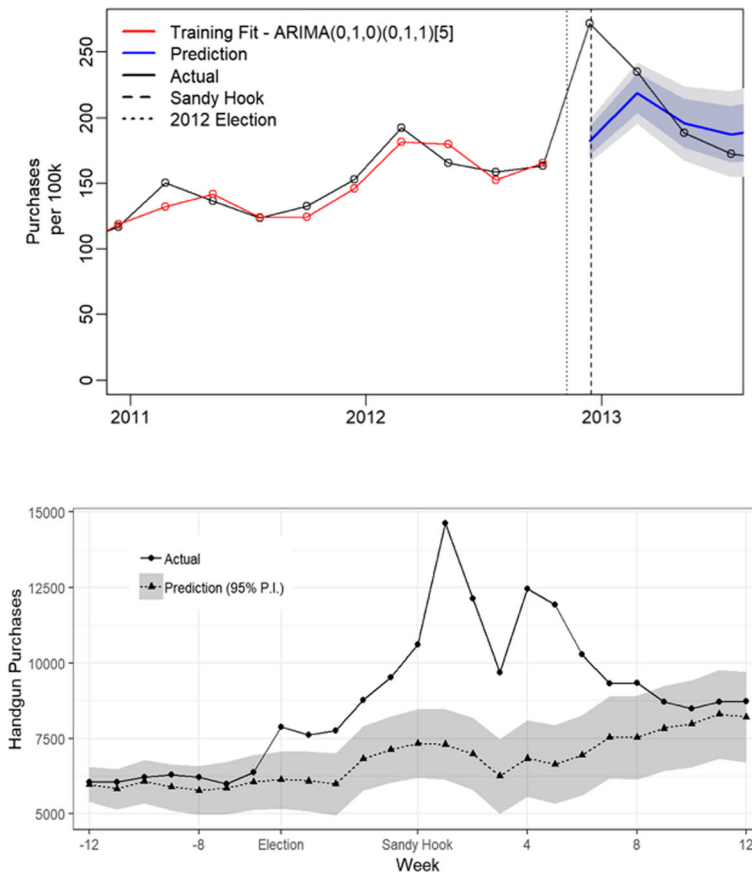 Training Fit - ARIMA(0,1,0)(0,1,1)[5]
Prediction
Actual
Sandy Hook
2012 Election
Purchases
per 100k
250
200
150
100
50
0
2011 2012 2013
15000
Actual
Prediction (95% P.I.)
12500
Handgun Purchases
10000
7500
5000
-12 -8 Election Sandy Hook 4 8 12
Week